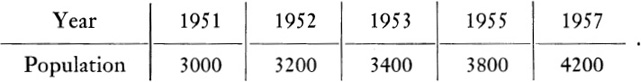 Year 1951 1952 1953 1955 1957
Population 3000 3200 3400 3800 4200 .